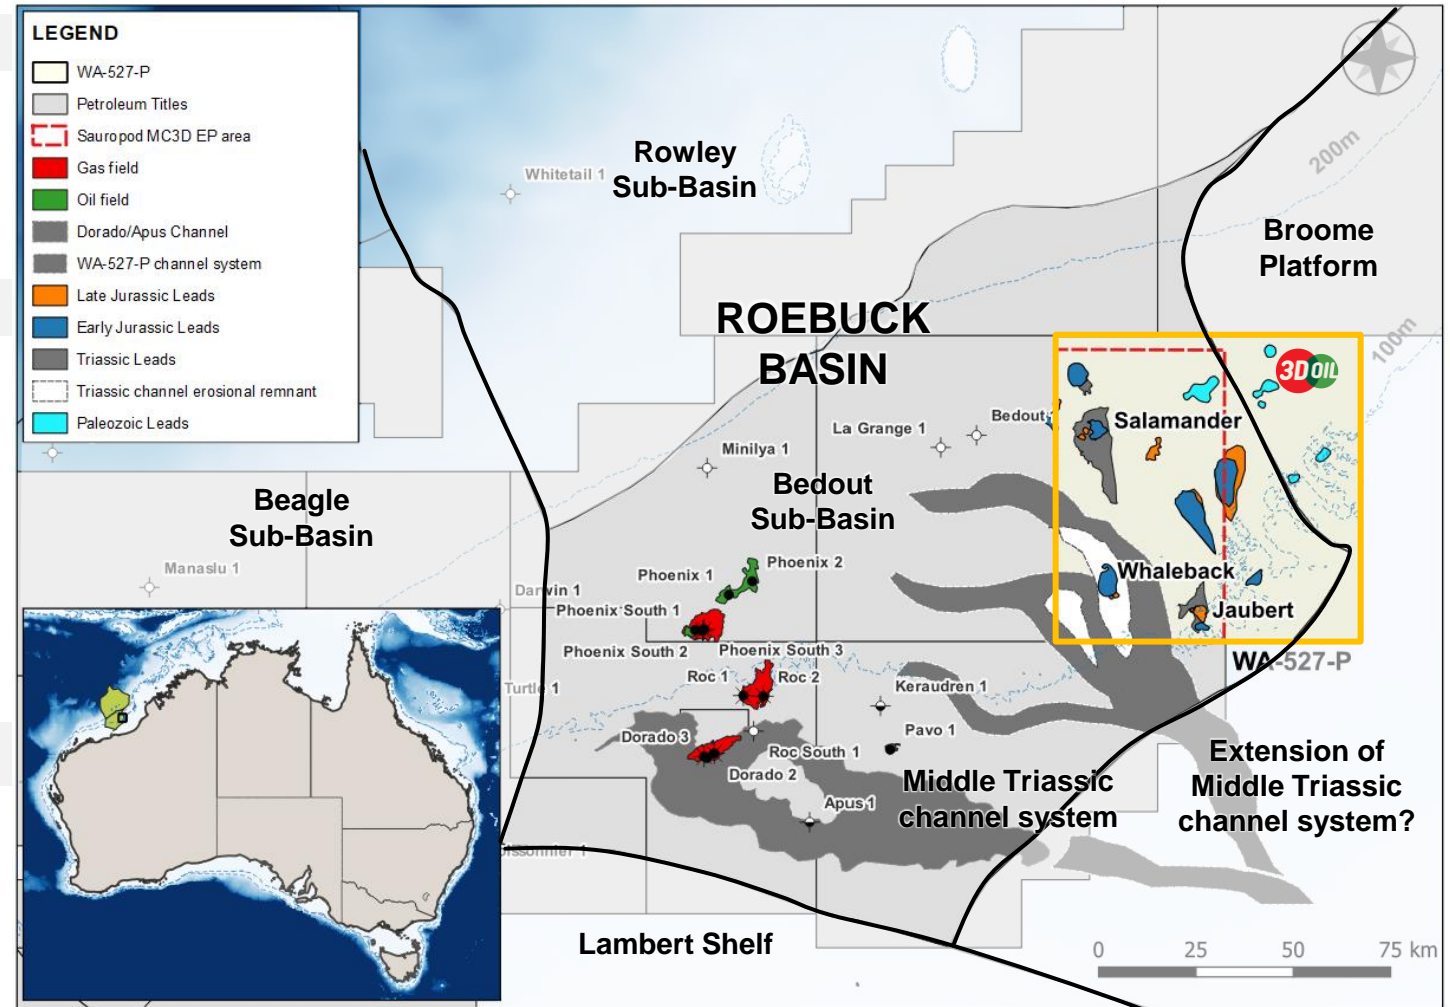 LEGEND
WA-527-P
Petroleum Titles
Sauropod MC3D EP area
Gas field
Oil field
Dorado/Apus Channel
WA-527-P channel system
Late Jurassic Leads
Early Jurassic Leads
Triassic Leads
Triassic channel erosional remnant
Paleozoic Leads
Rowley
Sub-Basin
Whitetail 1
200m
Broome
Platform
ROEBUCK
BASIN
100m
3D OIL
Bedout
La Grange 1
Salamander
Minilya 1
Bedout
Sub-Basin
Beagle
Sub-Basin
Manaslu 1
Phoenix 1
Phoenix 2
Whaleback
Darwin 1
Phoenix South 1
Jaubert
Phoenix South 2
Phoenix South 3
WA-527-P
Roc 1
Roc 2
Turtle 1
Keraudren 1
Dorado 3
Pavo 1
Roc South 1
Dorado 2
Apus 1
Middle Triassic
channel system
Extension of
Middle Triassic
channel system?
Lambert Shelf
0 25 50 75 km